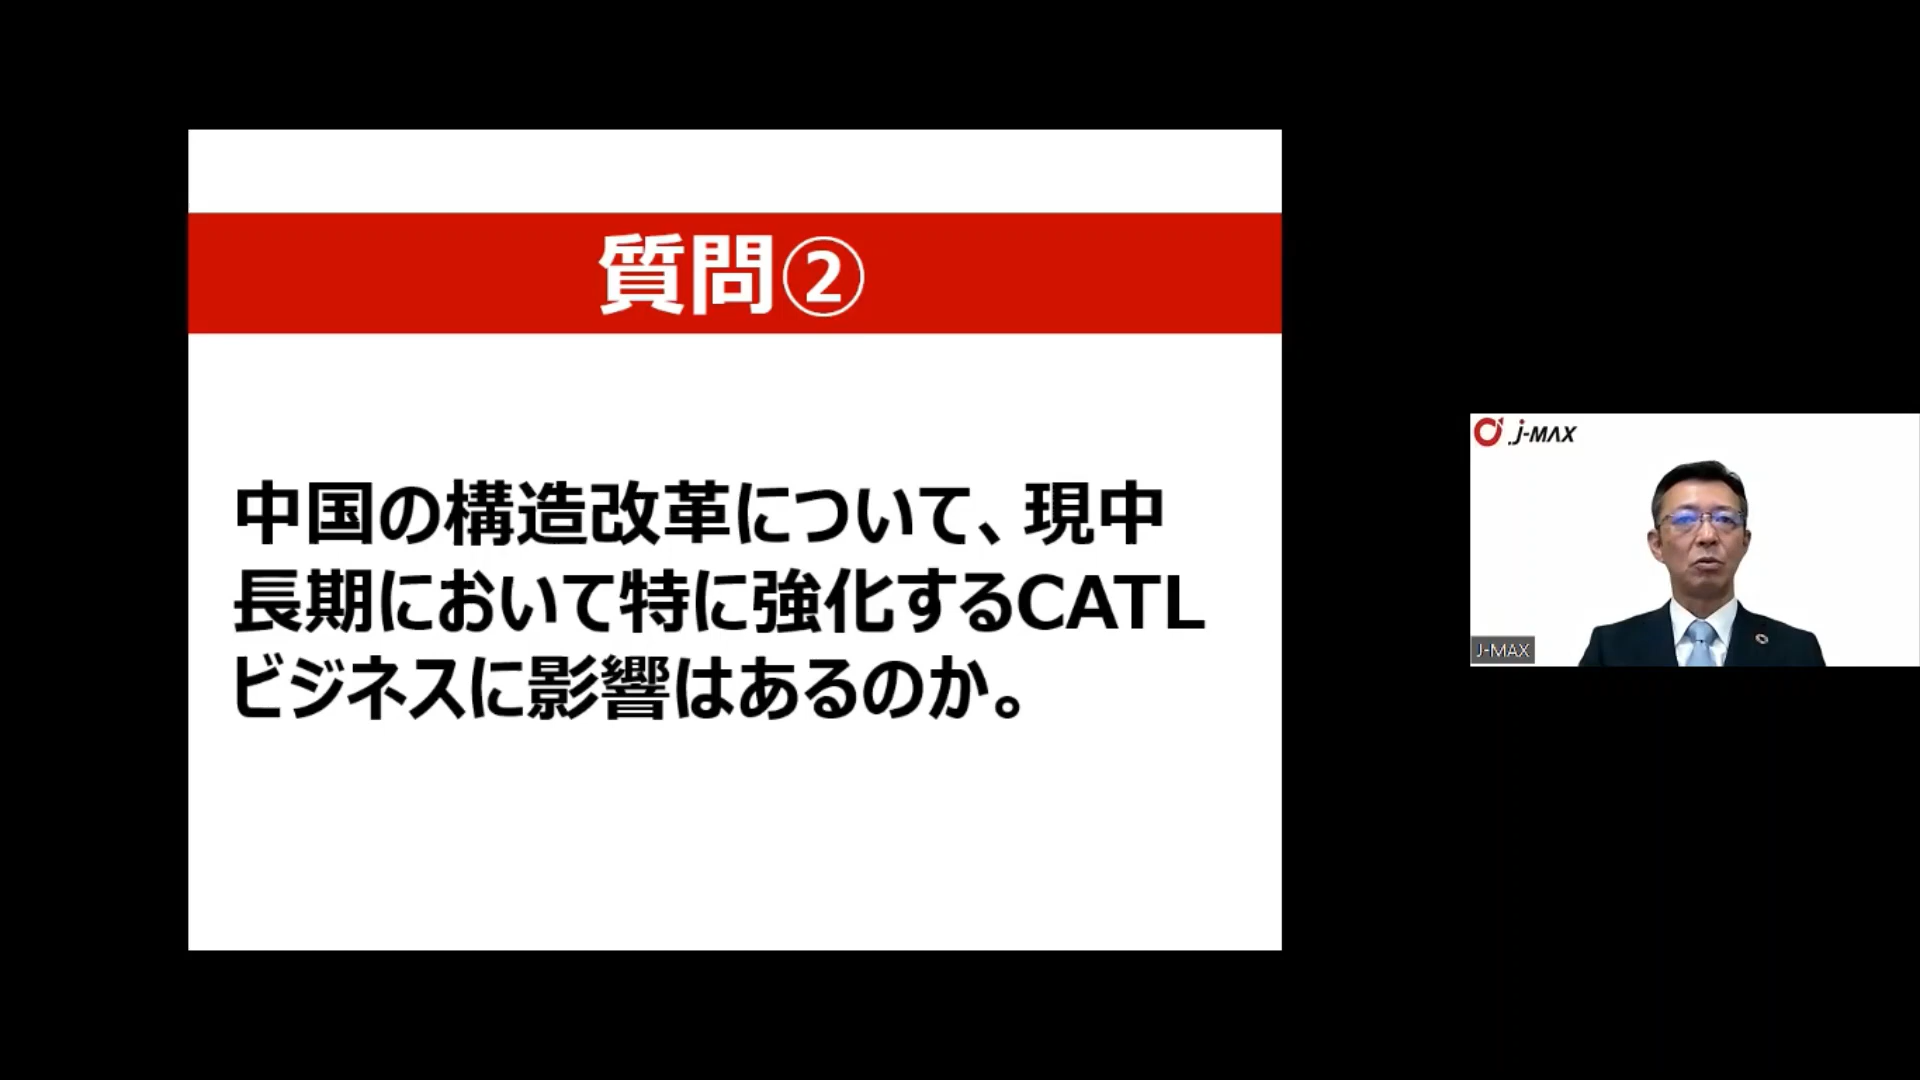 質問②
中国の構造改革について、現中
長期において特に強化するCATL
ビジネスに影響はあるのか。
J-MAX
J-MAX